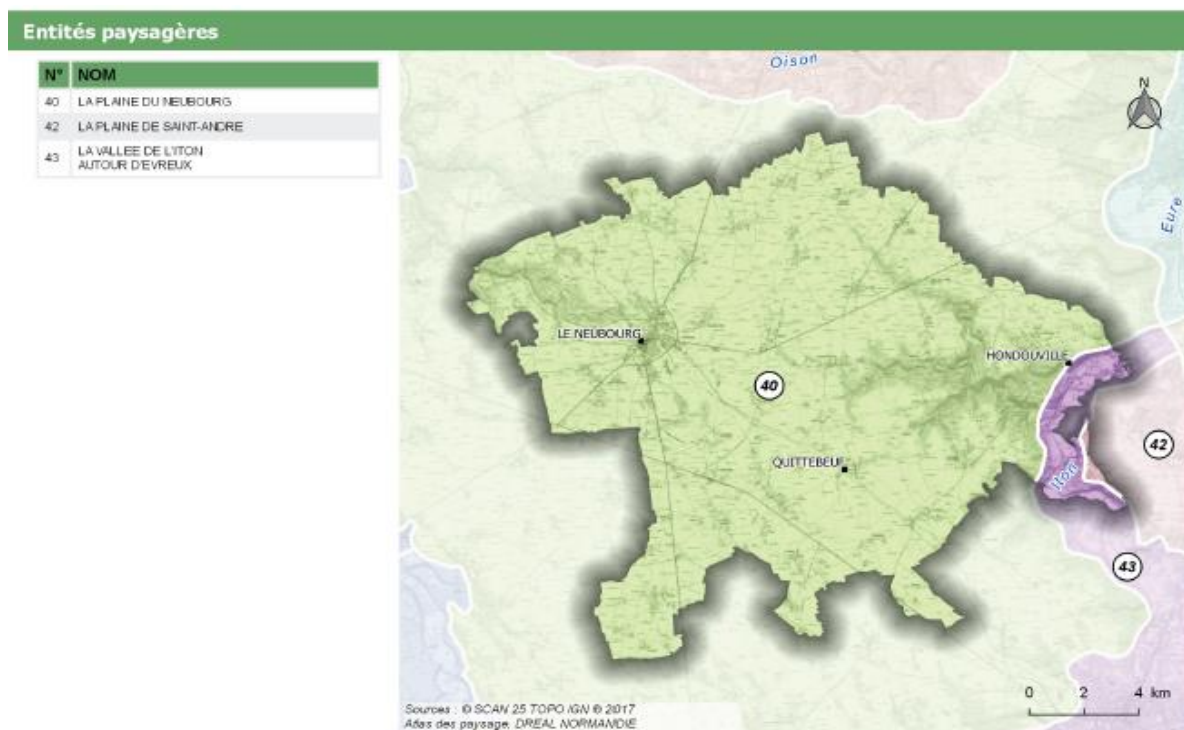 Entités paysagères
N° NOM
40 LA PLAINE DU NEUBOURG
42 LA PLAINE DE SAINT-ANDRE
43 LA VALLEE DE L'ITON
AUTOUR D'EVREUX
Oison
N
Eure
LE NEUBOURG
HONDOUVILLE
40
42
QUITTEBEUF
Iton
43
0 2 4 km
Sources : © SCAN 25 TOPO IGN © 2017
Atlas des paysage, DREAL NORMANDIE